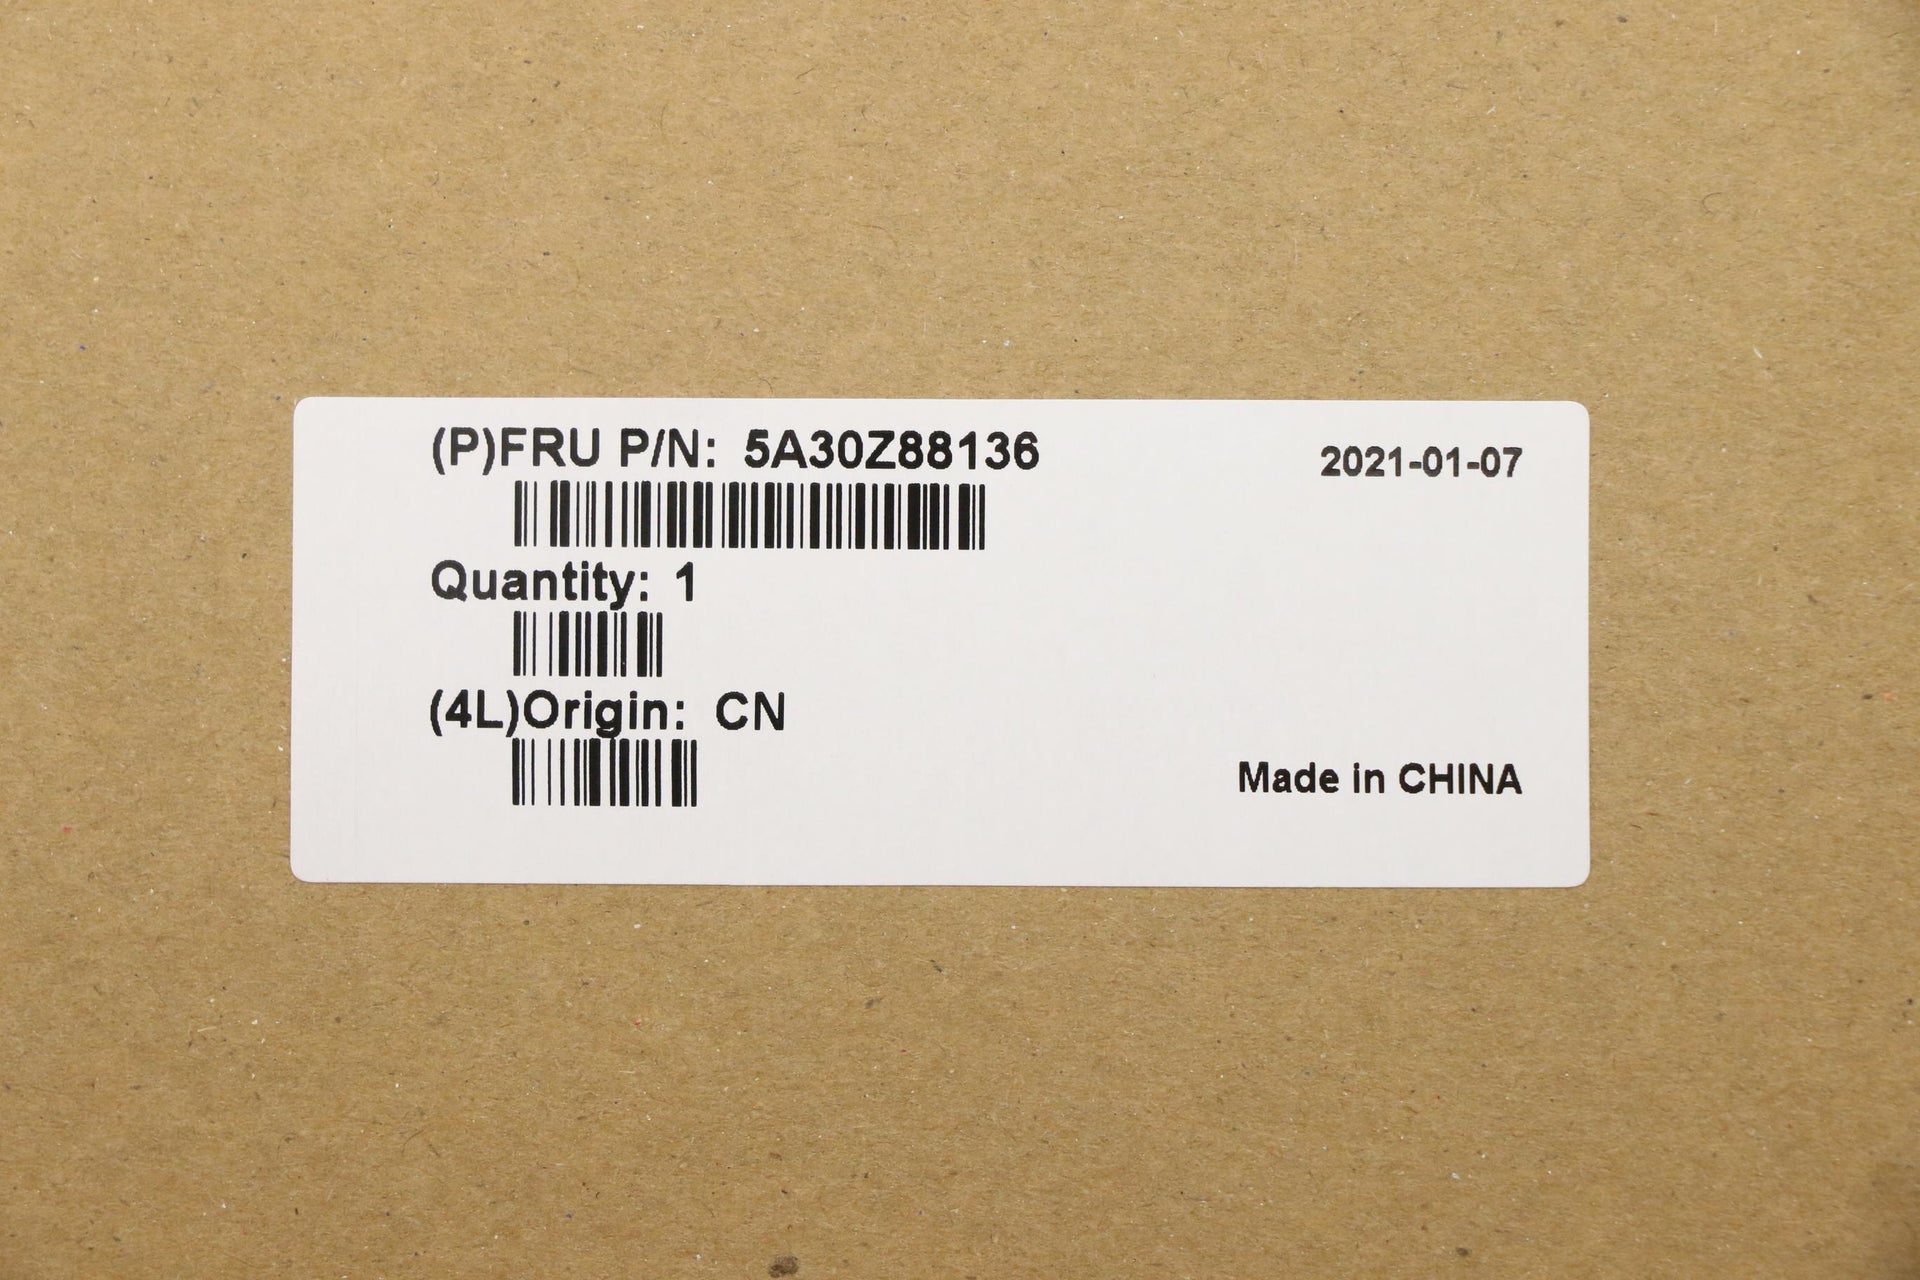 (P)FRU P/N: 5A30Z88136
2021-01-07
Quantity: 1
(4L)Origin: CN
Made in CHINA